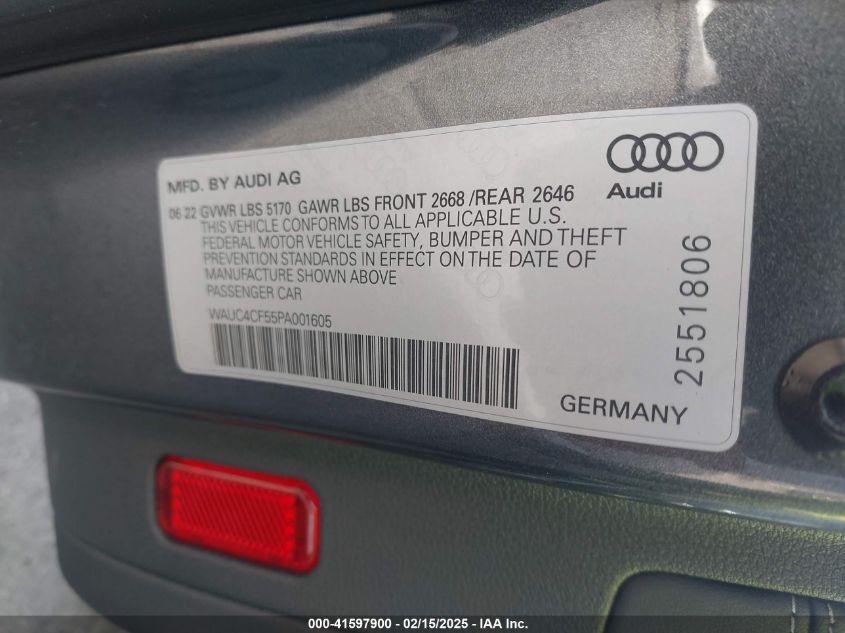 MFD. BY AUDI AG
Audi
06 22 GVWR LBS 5170 GAWR LBS FRONT 2668 /REAR 2646
THIS VEHICLE CONFORMS TO ALL APPLICABLE U.S.
FEDERAL MOTOR VEHICLE SAFETY, BUMPER AND THEFT
PREVENTION STANDARDS IN EFFECT ON THE DATE OF
MANUFACTURE SHOWN ABOVE
PASSENGER CAR
WAUC4CF55PA001605
GERMANY
2551806
000-41597900 - 02/15/2025 - IAA Inc.